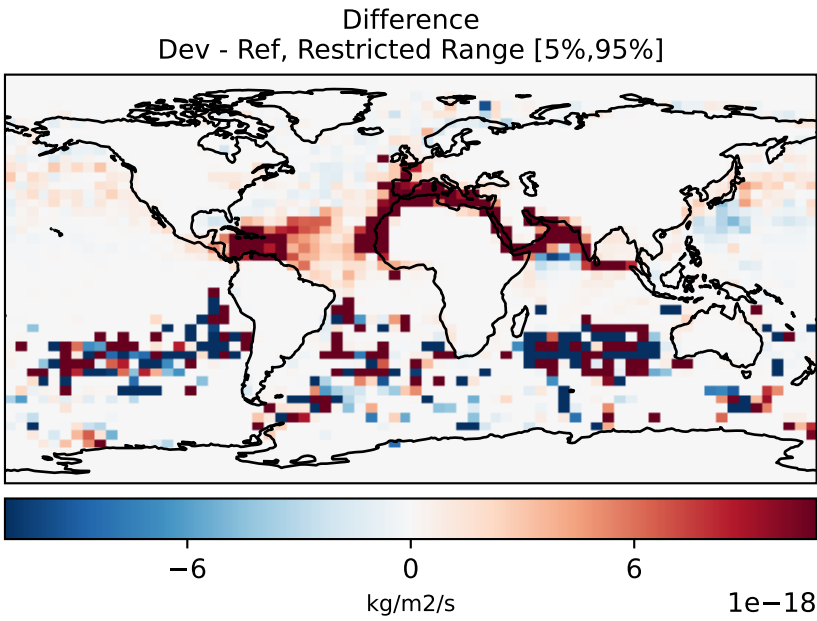 Difference
Dev - Ref, Restricted Range [5%,95%]
−6 0 6
kg/m2/s 1e−18